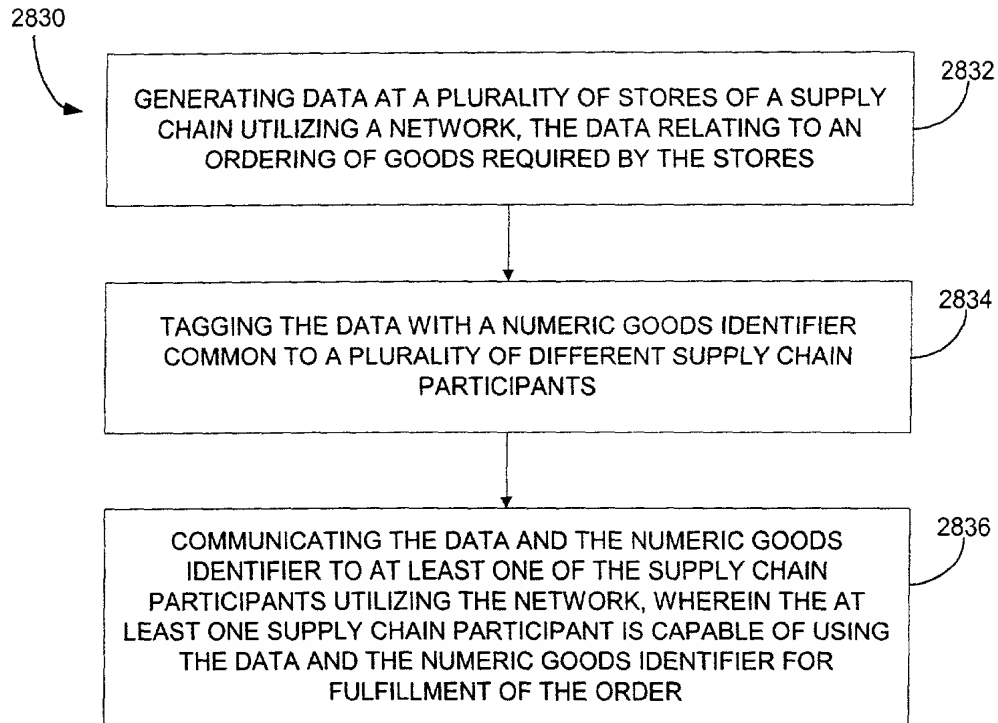 2830
GENERATING DATA AT A PLURALITY OF STORES OF A SUPPLY
CHAIN UTILIZING A NETWORK, THE DATA RELATING TO AN
ORDERING OF GOODS REQUIRED BY THE STORES
2832
TAGGING THE DATA WITH A NUMERIC GOODS IDENTIFIER
COMMON TO A PLURALITY OF DIFFERENT SUPPLY CHAIN
PARTICIPANTS
2834
COMMUNICATING THE DATA AND THE NUMERIC GOODS
IDENTIFIER TO AT LEAST ONE OF THE SUPPLY CHAIN
PARTICIPANTS UTILIZING THE NETWORK, WHEREIN THE AT
LEAST ONE SUPPLY CHAIN PARTICIPANT IS CAPABLE OF USING
THE DATA AND THE NUMERIC GOODS IDENTIFIER FOR
FULFILLMENT OF THE ORDER
2836